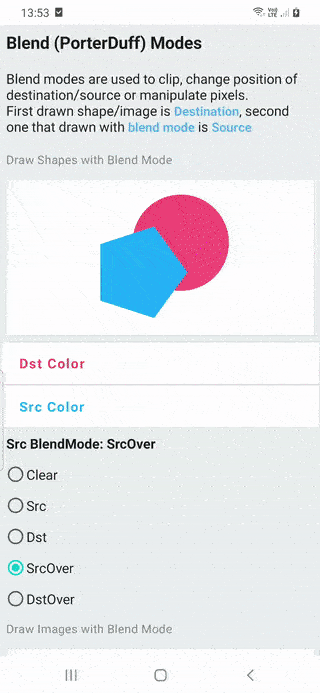 13:53
Vo))
LTE
Blend (PorterDuff) Modes
Blend modes are used to clip, change position of
destination/source or manipulate pixels.
First drawn shape/image is Destination, second
one that drawn with blend mode is Source
Draw Shapes with Blend Mode
Dst Color
Src Color
Src BlendMode: SrcOver
Clear
Src
Dst
SrcOver
DstOver
Draw Images with Blend Mode